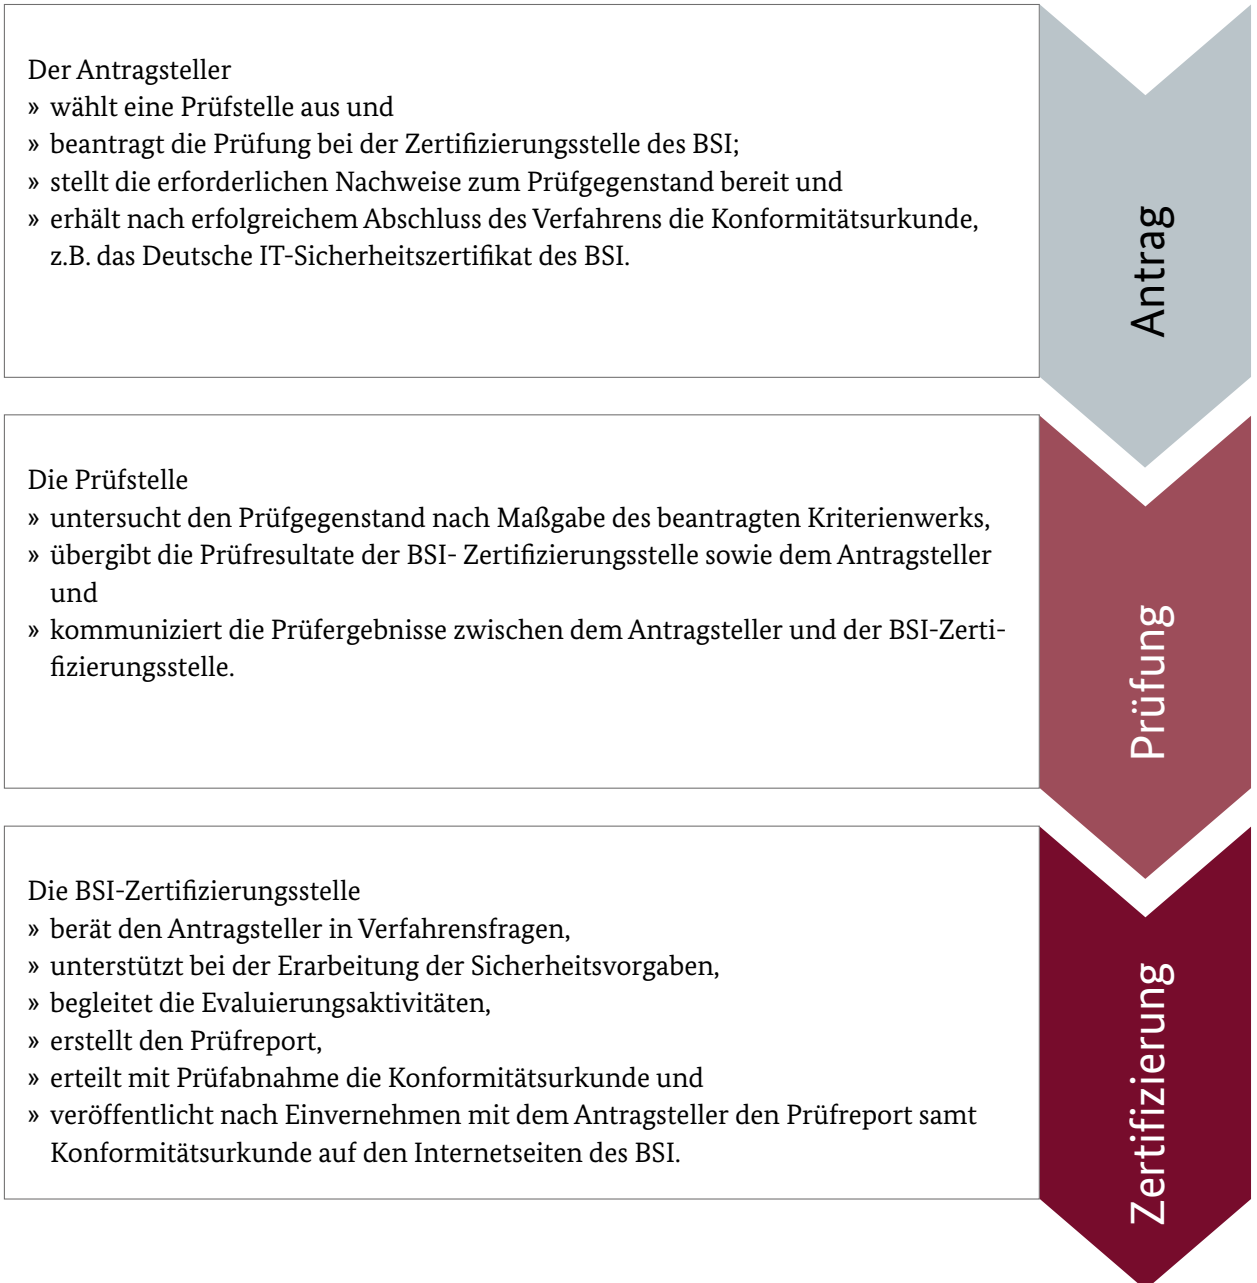 Der Antragsteller
» wählt eine Prüfstelle aus und
» beantragt die Prüfung bei der Zertifizierungsstelle des BSI;
» stellt die erforderlichen Nachweise zum Prüfgegenstand bereit und
» erhält nach erfolgreichem Abschluss des Verfahrens die Konformitätsurkunde,
z.B. das Deutsche IT-Sicherheitszertifikat des BSI.
Antrag
Die Prüfstelle
» untersucht den Prüfgegenstand nach Maßgabe des beantragten Kriterienwerks,
» übergibt die Prüfresultate der BSI- Zertifizierungsstelle sowie dem Antragsteller
und
» kommuniziert die Prüfergebnisse zwischen dem Antragsteller und der BSI-Zerti-
fizierungsstelle.
Prüfung
Die BSI-Zertifizierungsstelle
» berät den Antragsteller in Verfahrensfragen,
» unterstützt bei der Erarbeitung der Sicherheitsvorgaben,
» begleitet die Evaluierungsaktivitäten,
» erstellt den Prüfreport,
» erteilt mit Prüfabnahme die Konformitätsurkunde und
» veröffentlicht nach Einvernehmen mit dem Antragsteller den Prüfreport samt
Konformitätsurkunde auf den Internetseiten des BSI.
Zertifizierung